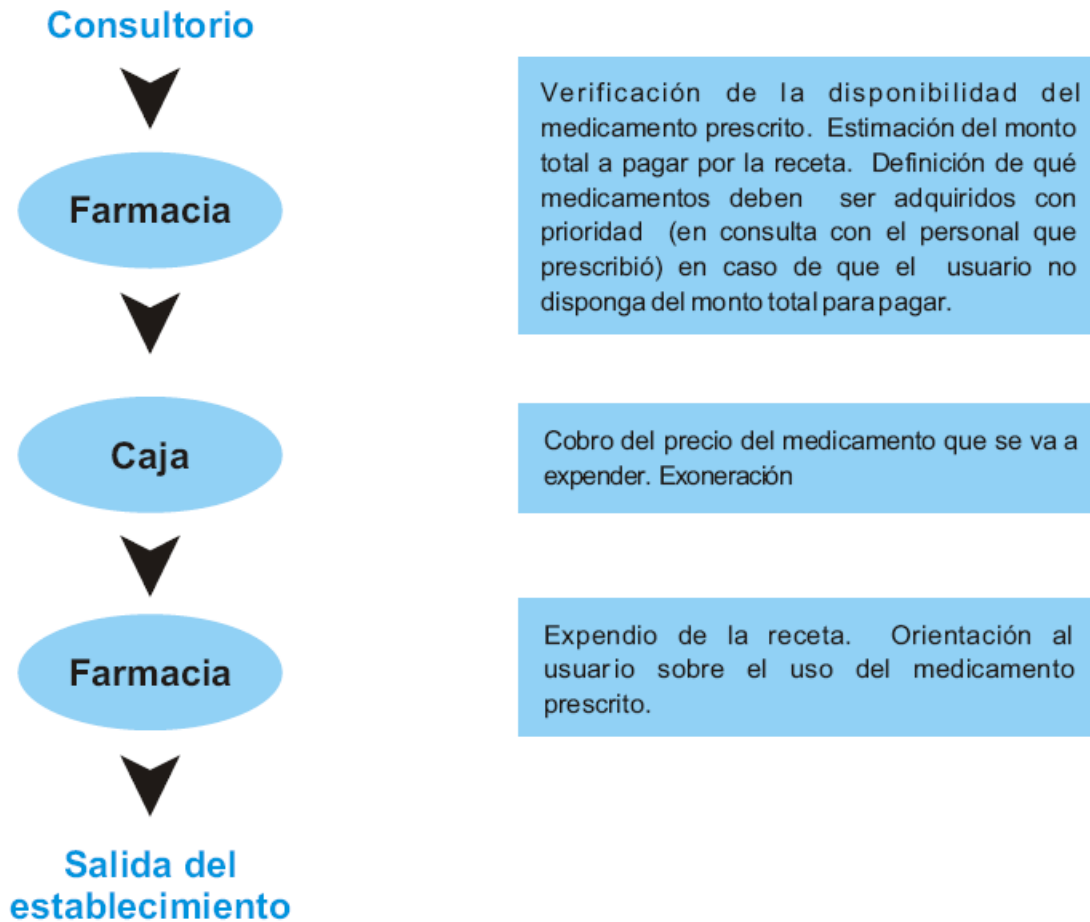 Consultorio
Farmacia
Verificación de la disponibilidad del
medicamento prescrito. Estimación del monto
total a pagar por la receta. Definición de qué
medicamentos deben ser adquiridos con
prioridad (en consulta con el personal que
prescribió) en caso de que el usuario no
disponga del monto total para pagar.
Caja
Cobro del precio del medicamento que se va a
expender. Exoneración
Farmacia
Expendio de la receta. Orientación al
usuario sobre el uso del medicamento
prescrito.
Salida del
establecimiento